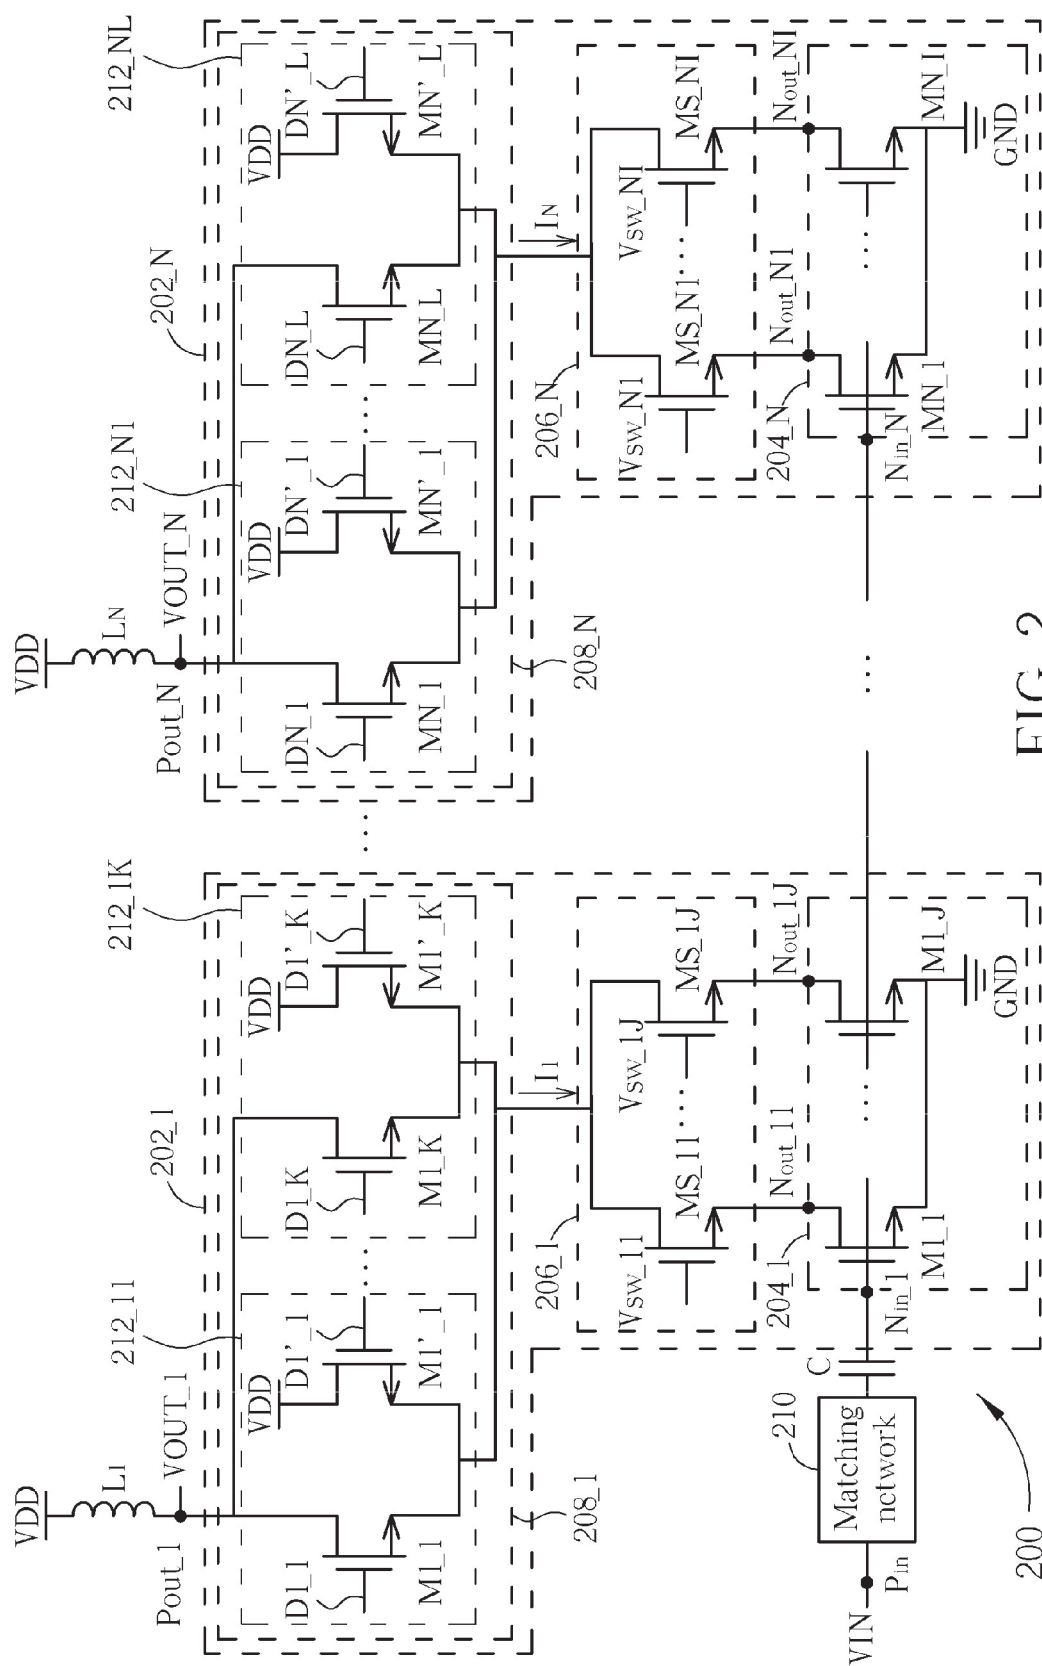 VDD
L1
Pout_1
VOUT_1
212_11
202_1
212_1K
D1_1
M1_1
VDD
D1'_1
M1'_1
...
D1_K
M1_K
VDD
D1'_K
M1'_K
208_1
I1
206_1
VSW_11
MS_11
...
VSW_1J
MS_1J
204_1
Nout_11
Nout_1J
Nin_1
M1_1
...
M1_J
GND
...
VDD
LN
Pout_N
VOUT_N
212_N1
202_N
212_NL
DN_1
MN_1
VDD
DN'_1
MN'_1
...
DN_L
MN_L
VDD
DN'_L
MN'_L
208_N
IN
206_N
VSW_N1
MS_N1
...
VSW_NI
MS_NI
204_N
Nout_N1
Nout_NI
Nin_N
MN_1
...
MN_I
GND
...
VIN
Pin
210
Matching
network
C
200
FIG. 2